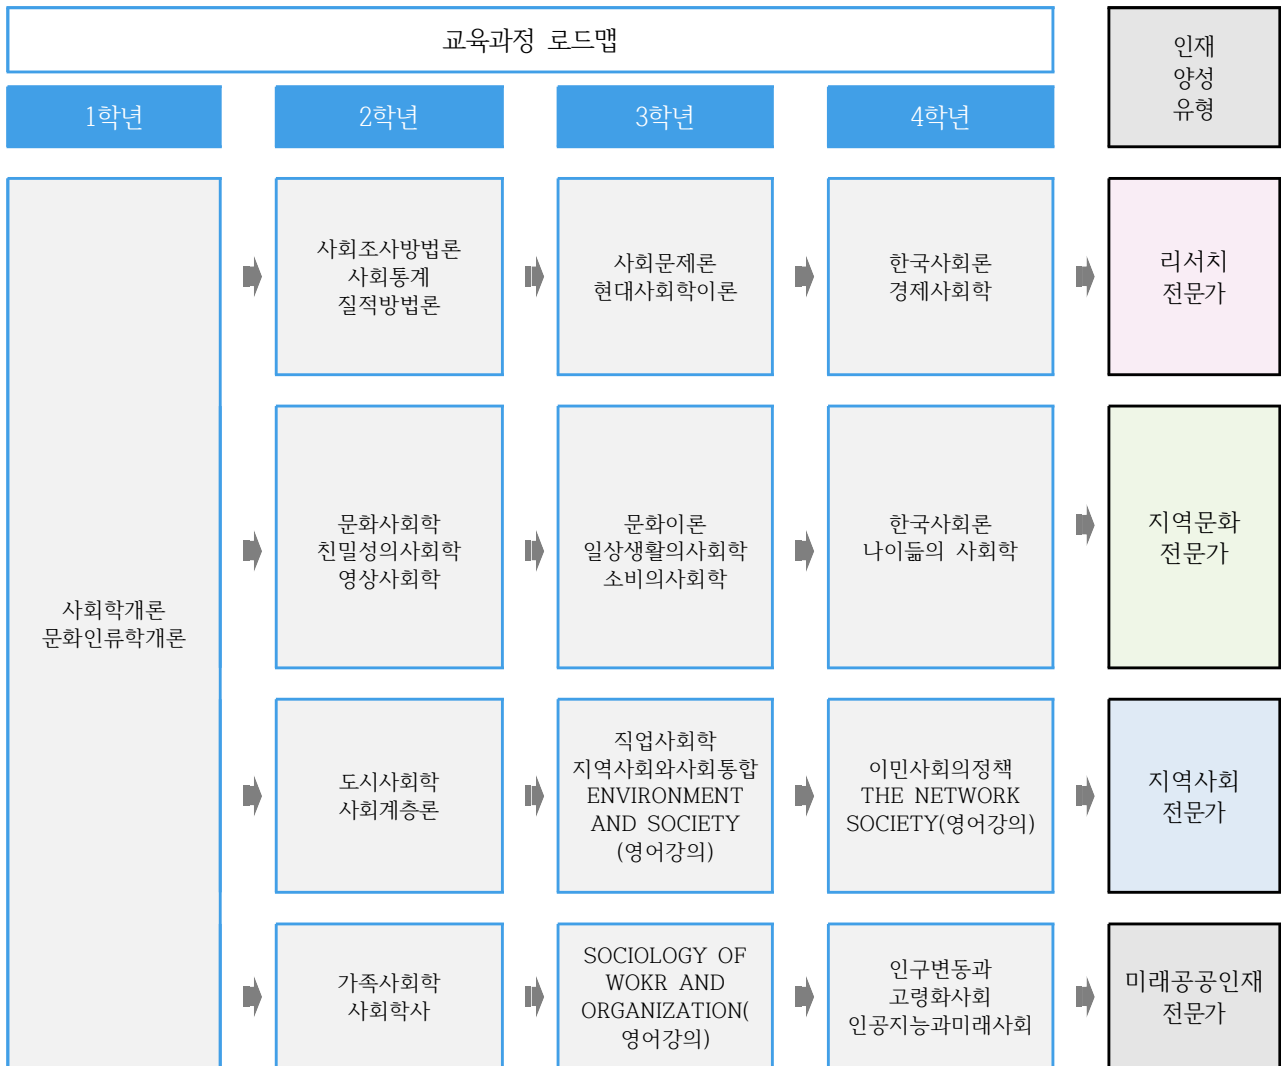 교육과정 로드맵
인재
양성
유형
1학년
2학년
3학년
4학년
사회학개론
문화인류학개론
사회조사방법론
사회통계
질적방법론
사회문제론
현대사회학이론
한국사회론
경제사회학
리서치
전문가
문화사회학
친밀성의사회학
영상사회학
문화이론
일상생활의사회학
소비의사회학
한국사회론
나이듦의 사회학
지역문화
전문가
도시사회학
사회계층론
직업사회학
지역사회와사회통합
ENVIRONMENT
AND SOCIETY
(영어강의)
이민사회의정책
THE NETWORK
SOCIETY(영어강의)
지역사회
전문가
가족사회학
사회학사
SOCIOLOGY OF
WOKR AND
ORGANIZATION(
영어강의)
인구변동과
고령화사회
인공지능과미래사회
미래공공인재
전문가